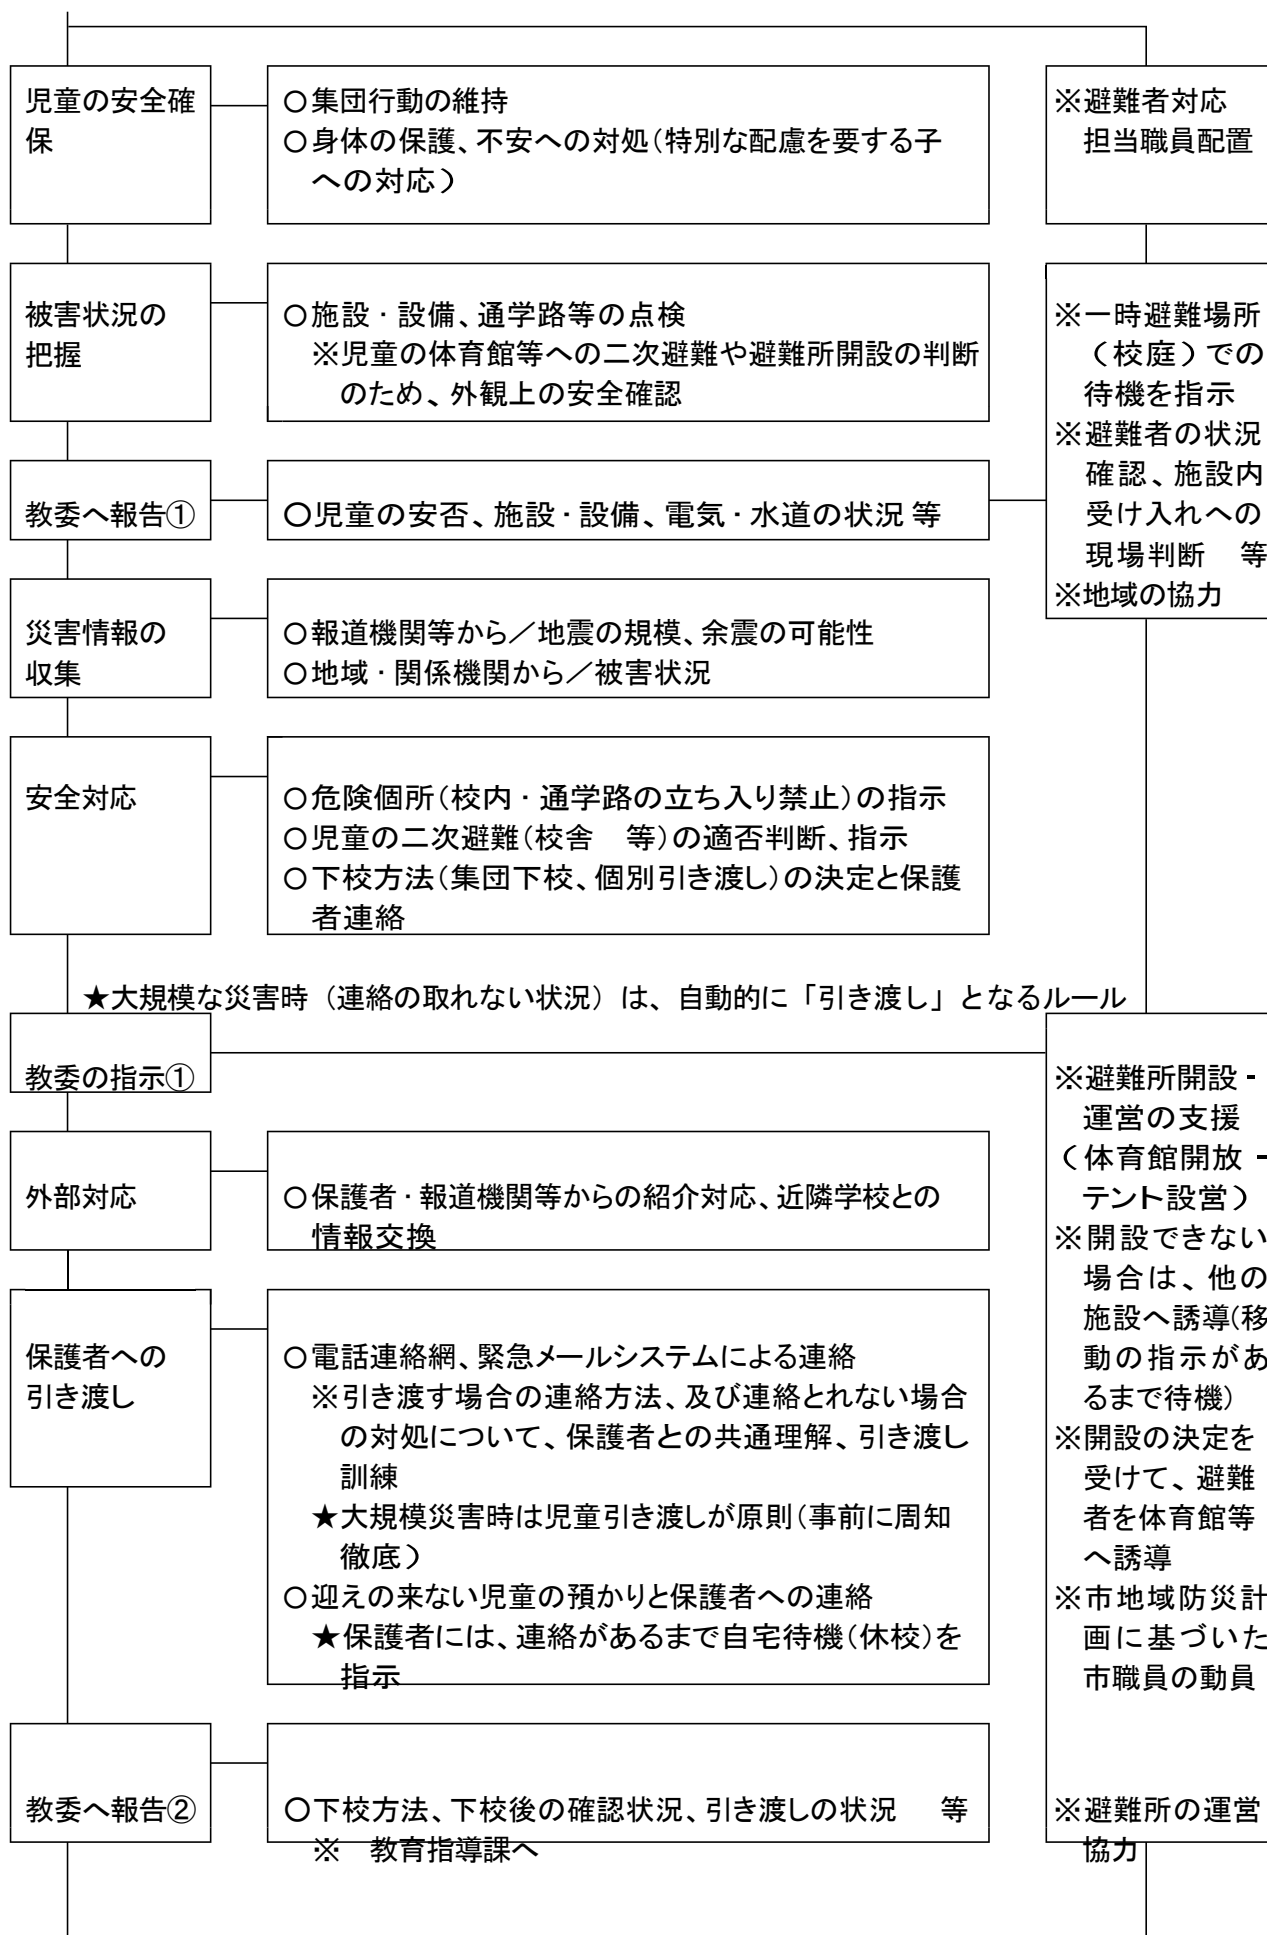 児童の安全確
保
○集団行動の維持
○身体の保護、不安への対処(特別な配慮を要する子
への対応)
※避難者対応
担当職員配置
被害状況の
把握
○施設・設備、通学路等の点検
※児童の体育館等への二次避難や避難所開設の判断
のため、外観上の安全確認
※一時避難場所
(校庭)での
待機を指示
※避難者の状況
確認、施設内
受け入れへの
現場判断 等
※地域の協力
教委へ報告①
○児童の安否、施設・設備、電気・水道の状況 等
災害情報の
収集
○報道機関等から/地震の規模、余震の可能性
○地域・関係機関から/被害状況
安全対応
○危険個所(校内・通学路の立ち入り禁止)の指示
○児童の二次避難(校舎 等)の適否判断、指示
○下校方法(集団下校、個別引き渡し)の決定と保護
者連絡
★大規模な災害時(連絡の取れない状況)は、自動的に「引き渡し」となるルール
教委の指示①
※避難所開設-
運営の支援
(体育館開放-
テント設営)
※開設できない
場合は、他の
施設へ誘導(移
動の指示があ
るまで待機)
※開設の決定を
受けて、避難
者を体育館等
へ誘導
※市地域防災計
画に基づいた
市職員の動員
外部対応
○保護者・報道機関等からの紹介対応、近隣学校との
情報交換
保護者への
引き渡し
○電話連絡網、緊急メールシステムによる連絡
※引き渡す場合の連絡方法、及び連絡とれない場合
の対処について、保護者との共通理解、引き渡し
訓練
★大規模災害時は児童引き渡しが原則(事前に周知
徹底)
○迎えの来ない児童の預かりと保護者への連絡
★保護者には、連絡があるまで自宅待機(休校)を
指示
教委へ報告②
○下校方法、下校後の確認状況、引き渡しの状況 等
※ 教育指導課へ
※避難所の運営
協力